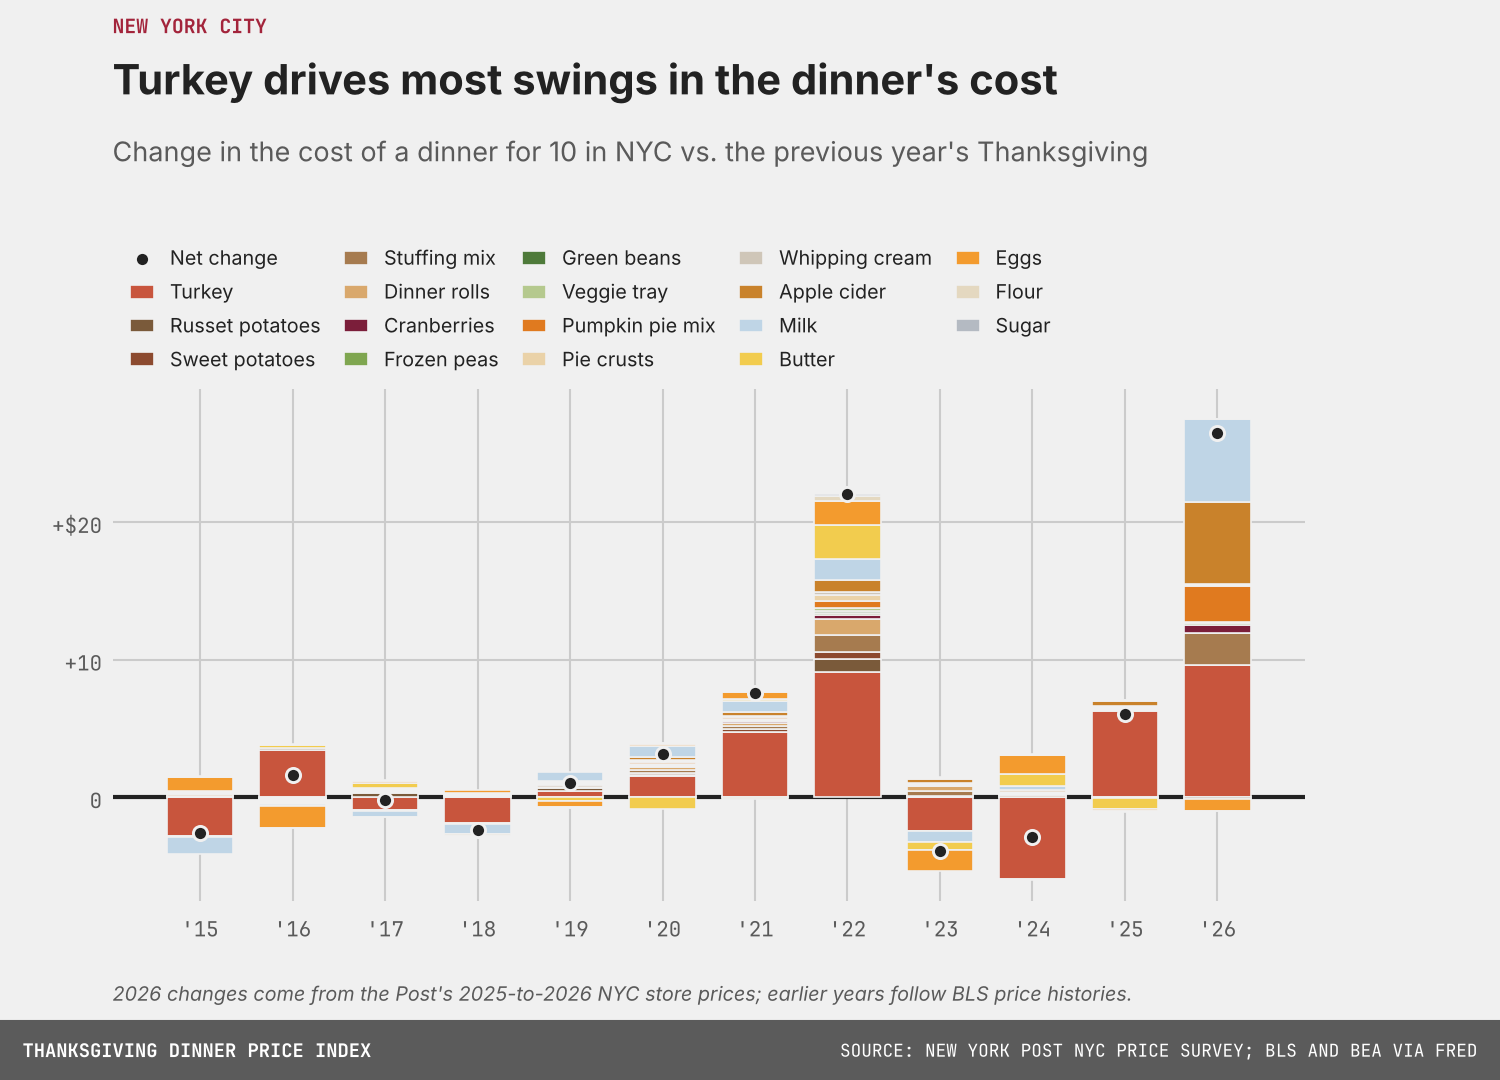 NEW YORK CITY
Turkey drives most swings in the dinner's cost
Change in the cost of a dinner for 10 in NYC vs. the previous year's Thanksgiving
Net change
Turkey
Russet potatoes
Sweet potatoes
Stuffing mix
Dinner rolls
Cranberries
Frozen peas
Green beans
Veggie tray
Pumpkin pie mix
Pie crusts
Whipping cream
Apple cider
Milk
Butter
Eggs
Flour
Sugar
+$20
+10
0
'15 '16 '17 '18 '19 '20 '21 '22 '23 '24 '25 '26
2026 changes come from the Post's 2025-to-2026 NYC store prices; earlier years follow BLS price histories.
THANKSGIVING DINNER PRICE INDEX
SOURCE: NEW YORK POST NYC PRICE SURVEY; BLS AND BEA VIA FRED